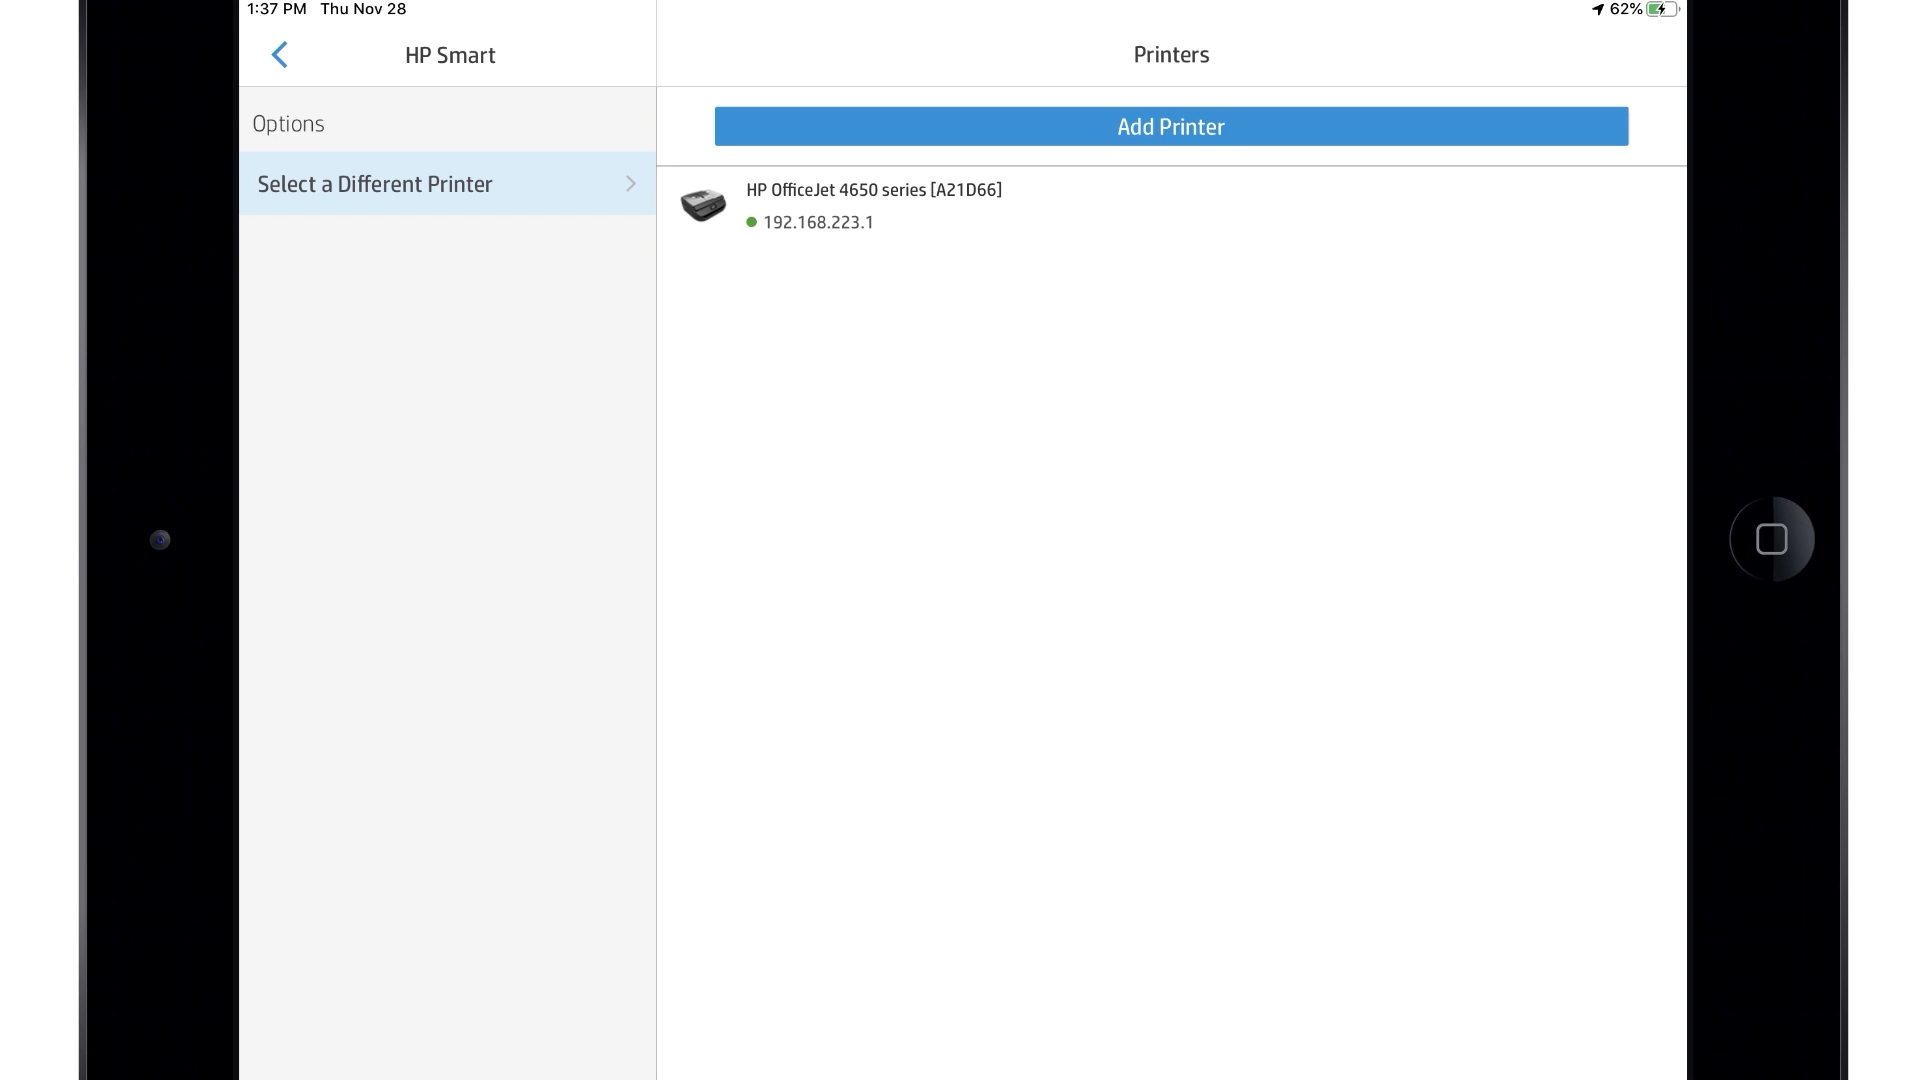 1:37 PM Thu Nov 28
62%
HP Smart
Printers
Options
Add Printer
Select a Different Printer
HP OfficeJet 4650 series [A21D66]
192.168.223.1